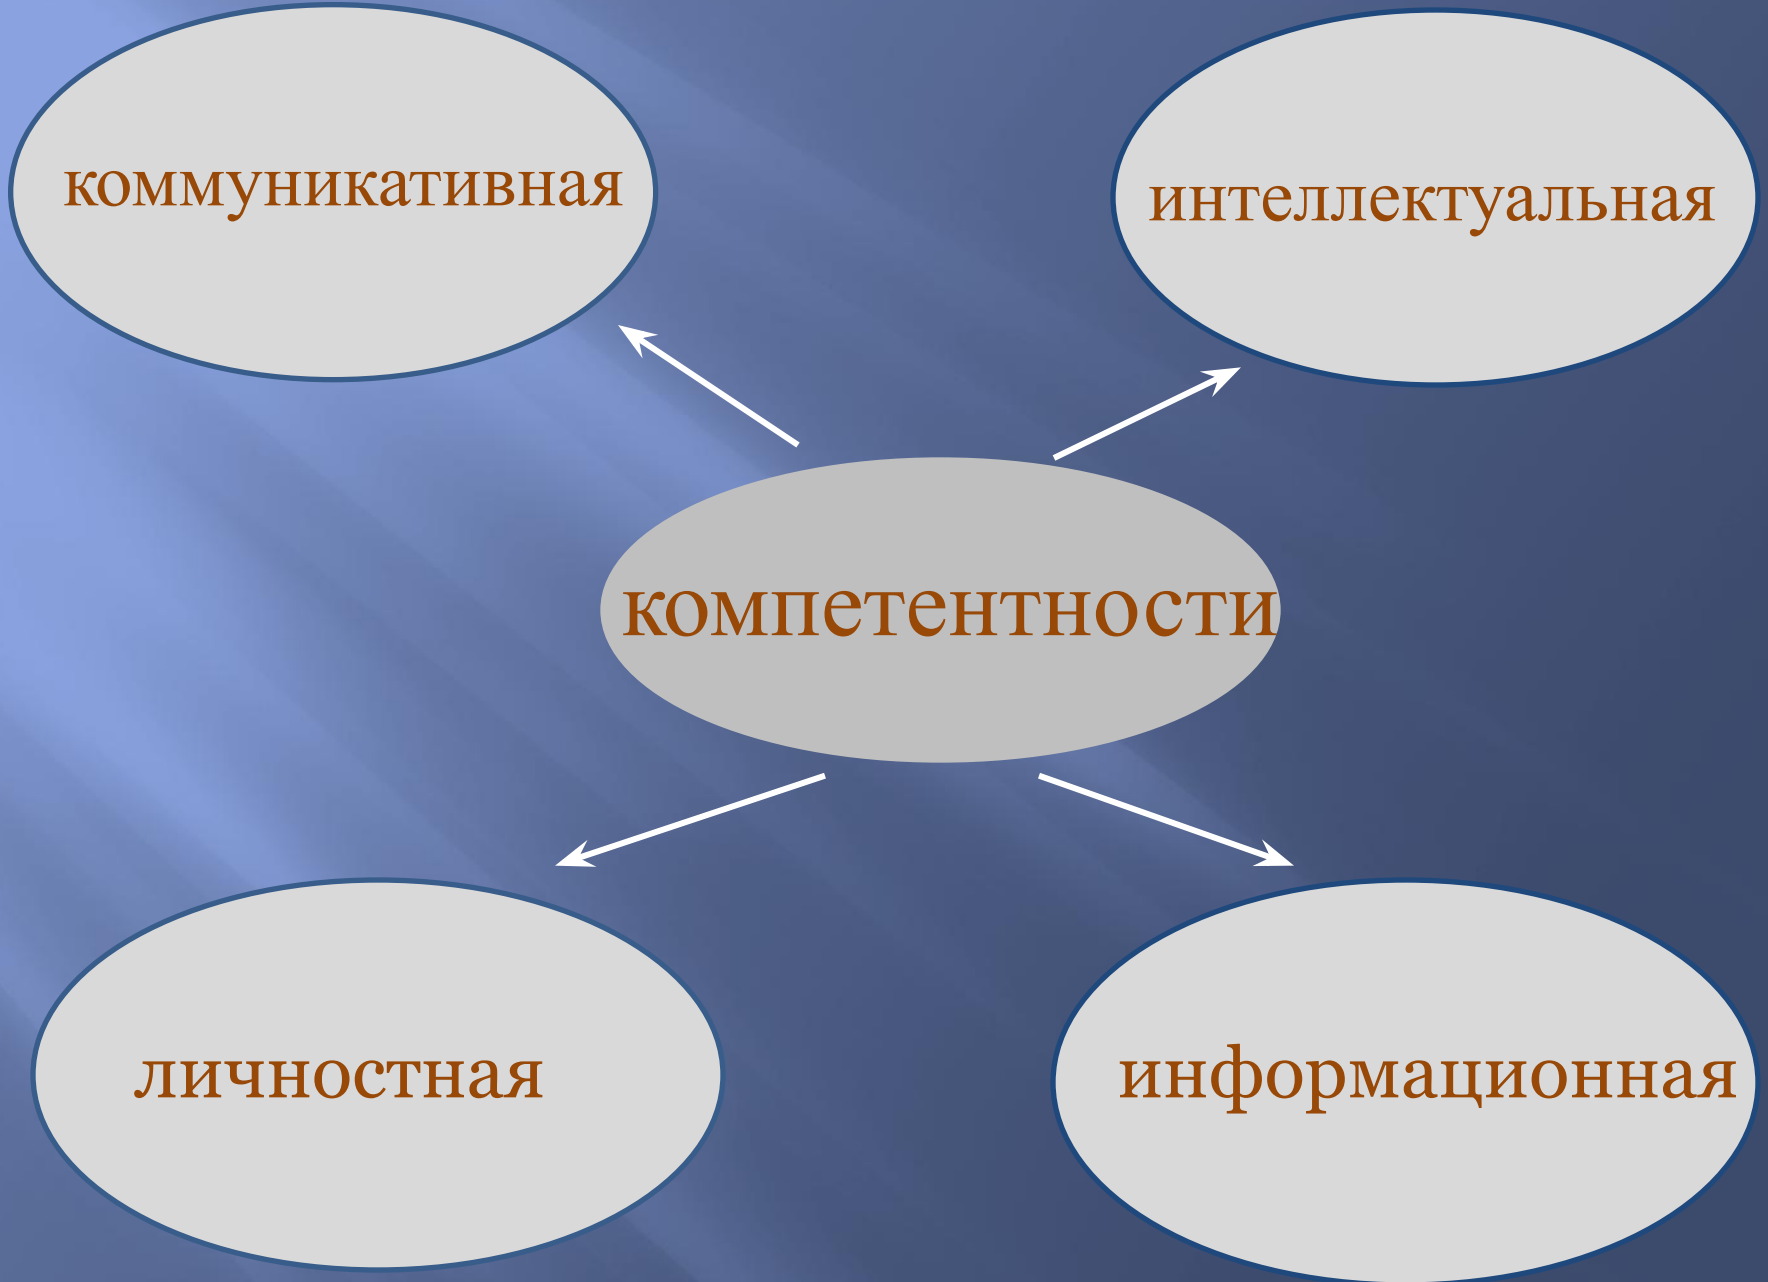 коммуникативная
интеллектуальная
компетентности
личностная
информационная